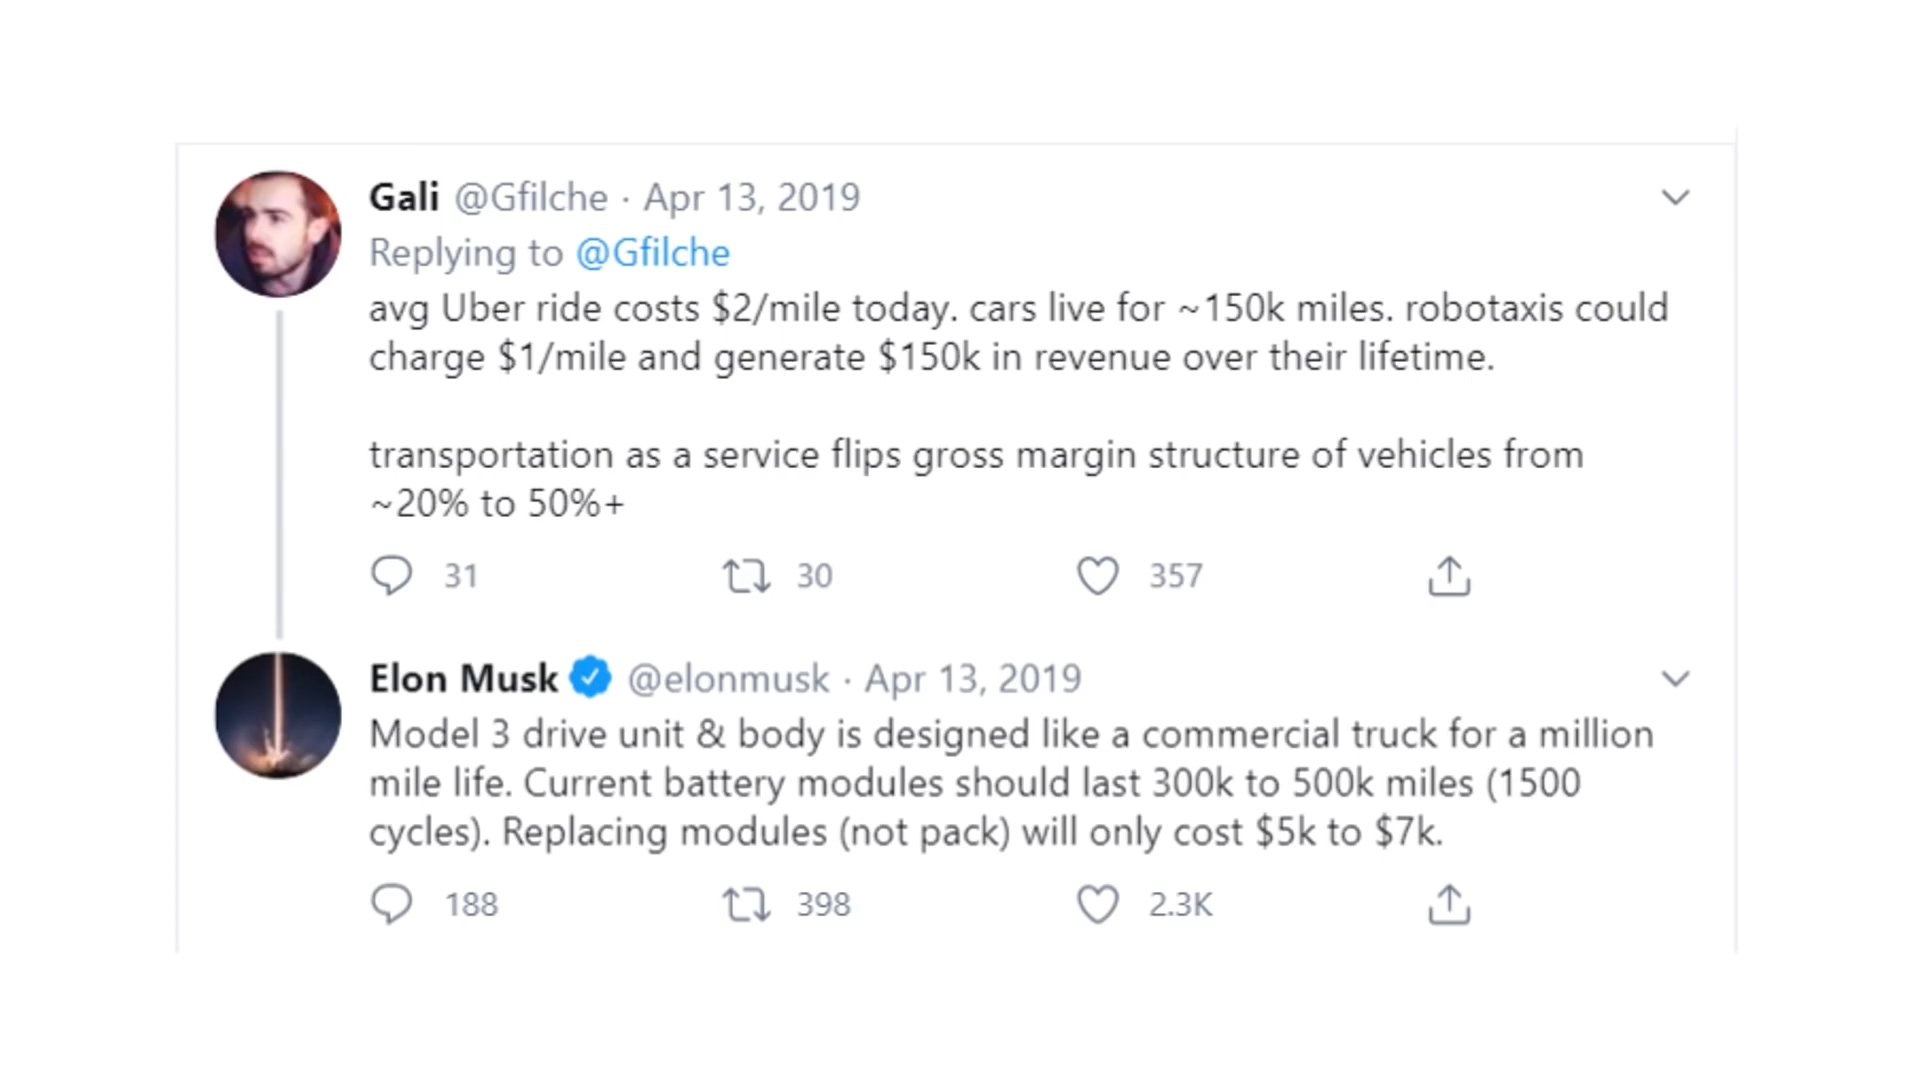 Gali @Gfilche · Apr 13, 2019
Replying to @Gfilche
avg Uber ride costs $2/mile today. cars live for ~150k miles. robotaxis could
charge $1/mile and generate $150k in revenue over their lifetime.
transportation as a service flips gross margin structure of vehicles from
~20% to 50%+
31 30 357
Elon Musk @elonmusk · Apr 13, 2019
Model 3 drive unit & body is designed like a commercial truck for a million
mile life. Current battery modules should last 300k to 500k miles (1500
cycles). Replacing modules (not pack) will only cost $5k to $7k.
188 398 2.3K